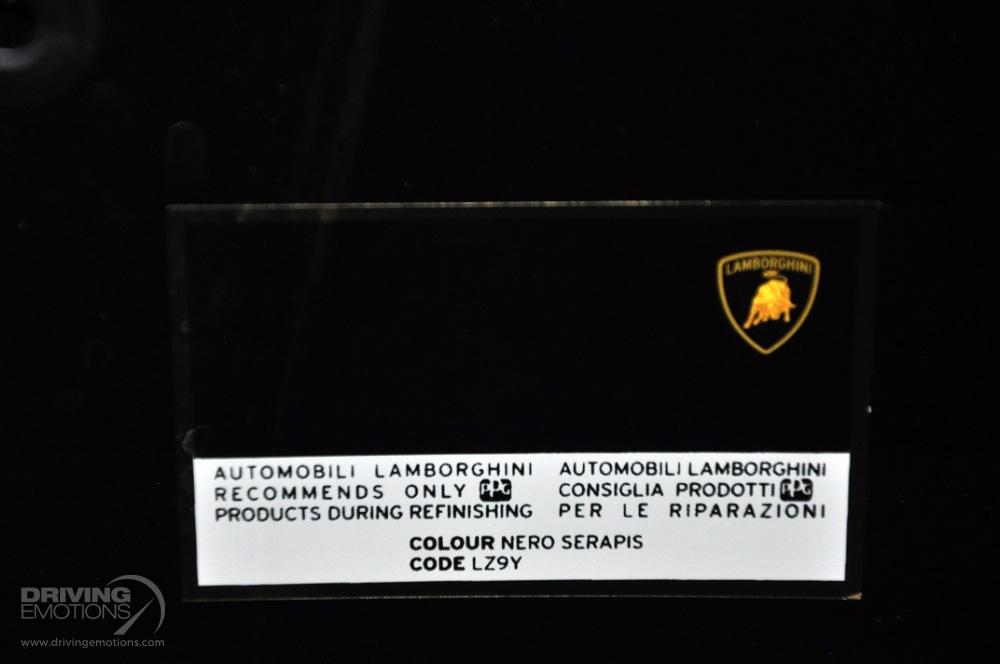 LAMBORGHINI
AUTOMOBILI LAMBORGHINI
RECOMMENDS ONLY PPG
PRODUCTS DURING REFINISHING
AUTOMOBILI LAMBORGHINI
CONSIGLIA PRODOTTI PPG
PER LE RIPARAZIONI
COLOUR NERO SERAPIS
CODE LZ9Y
DRIVING
EMOTIONS
www.drivingemotions.com